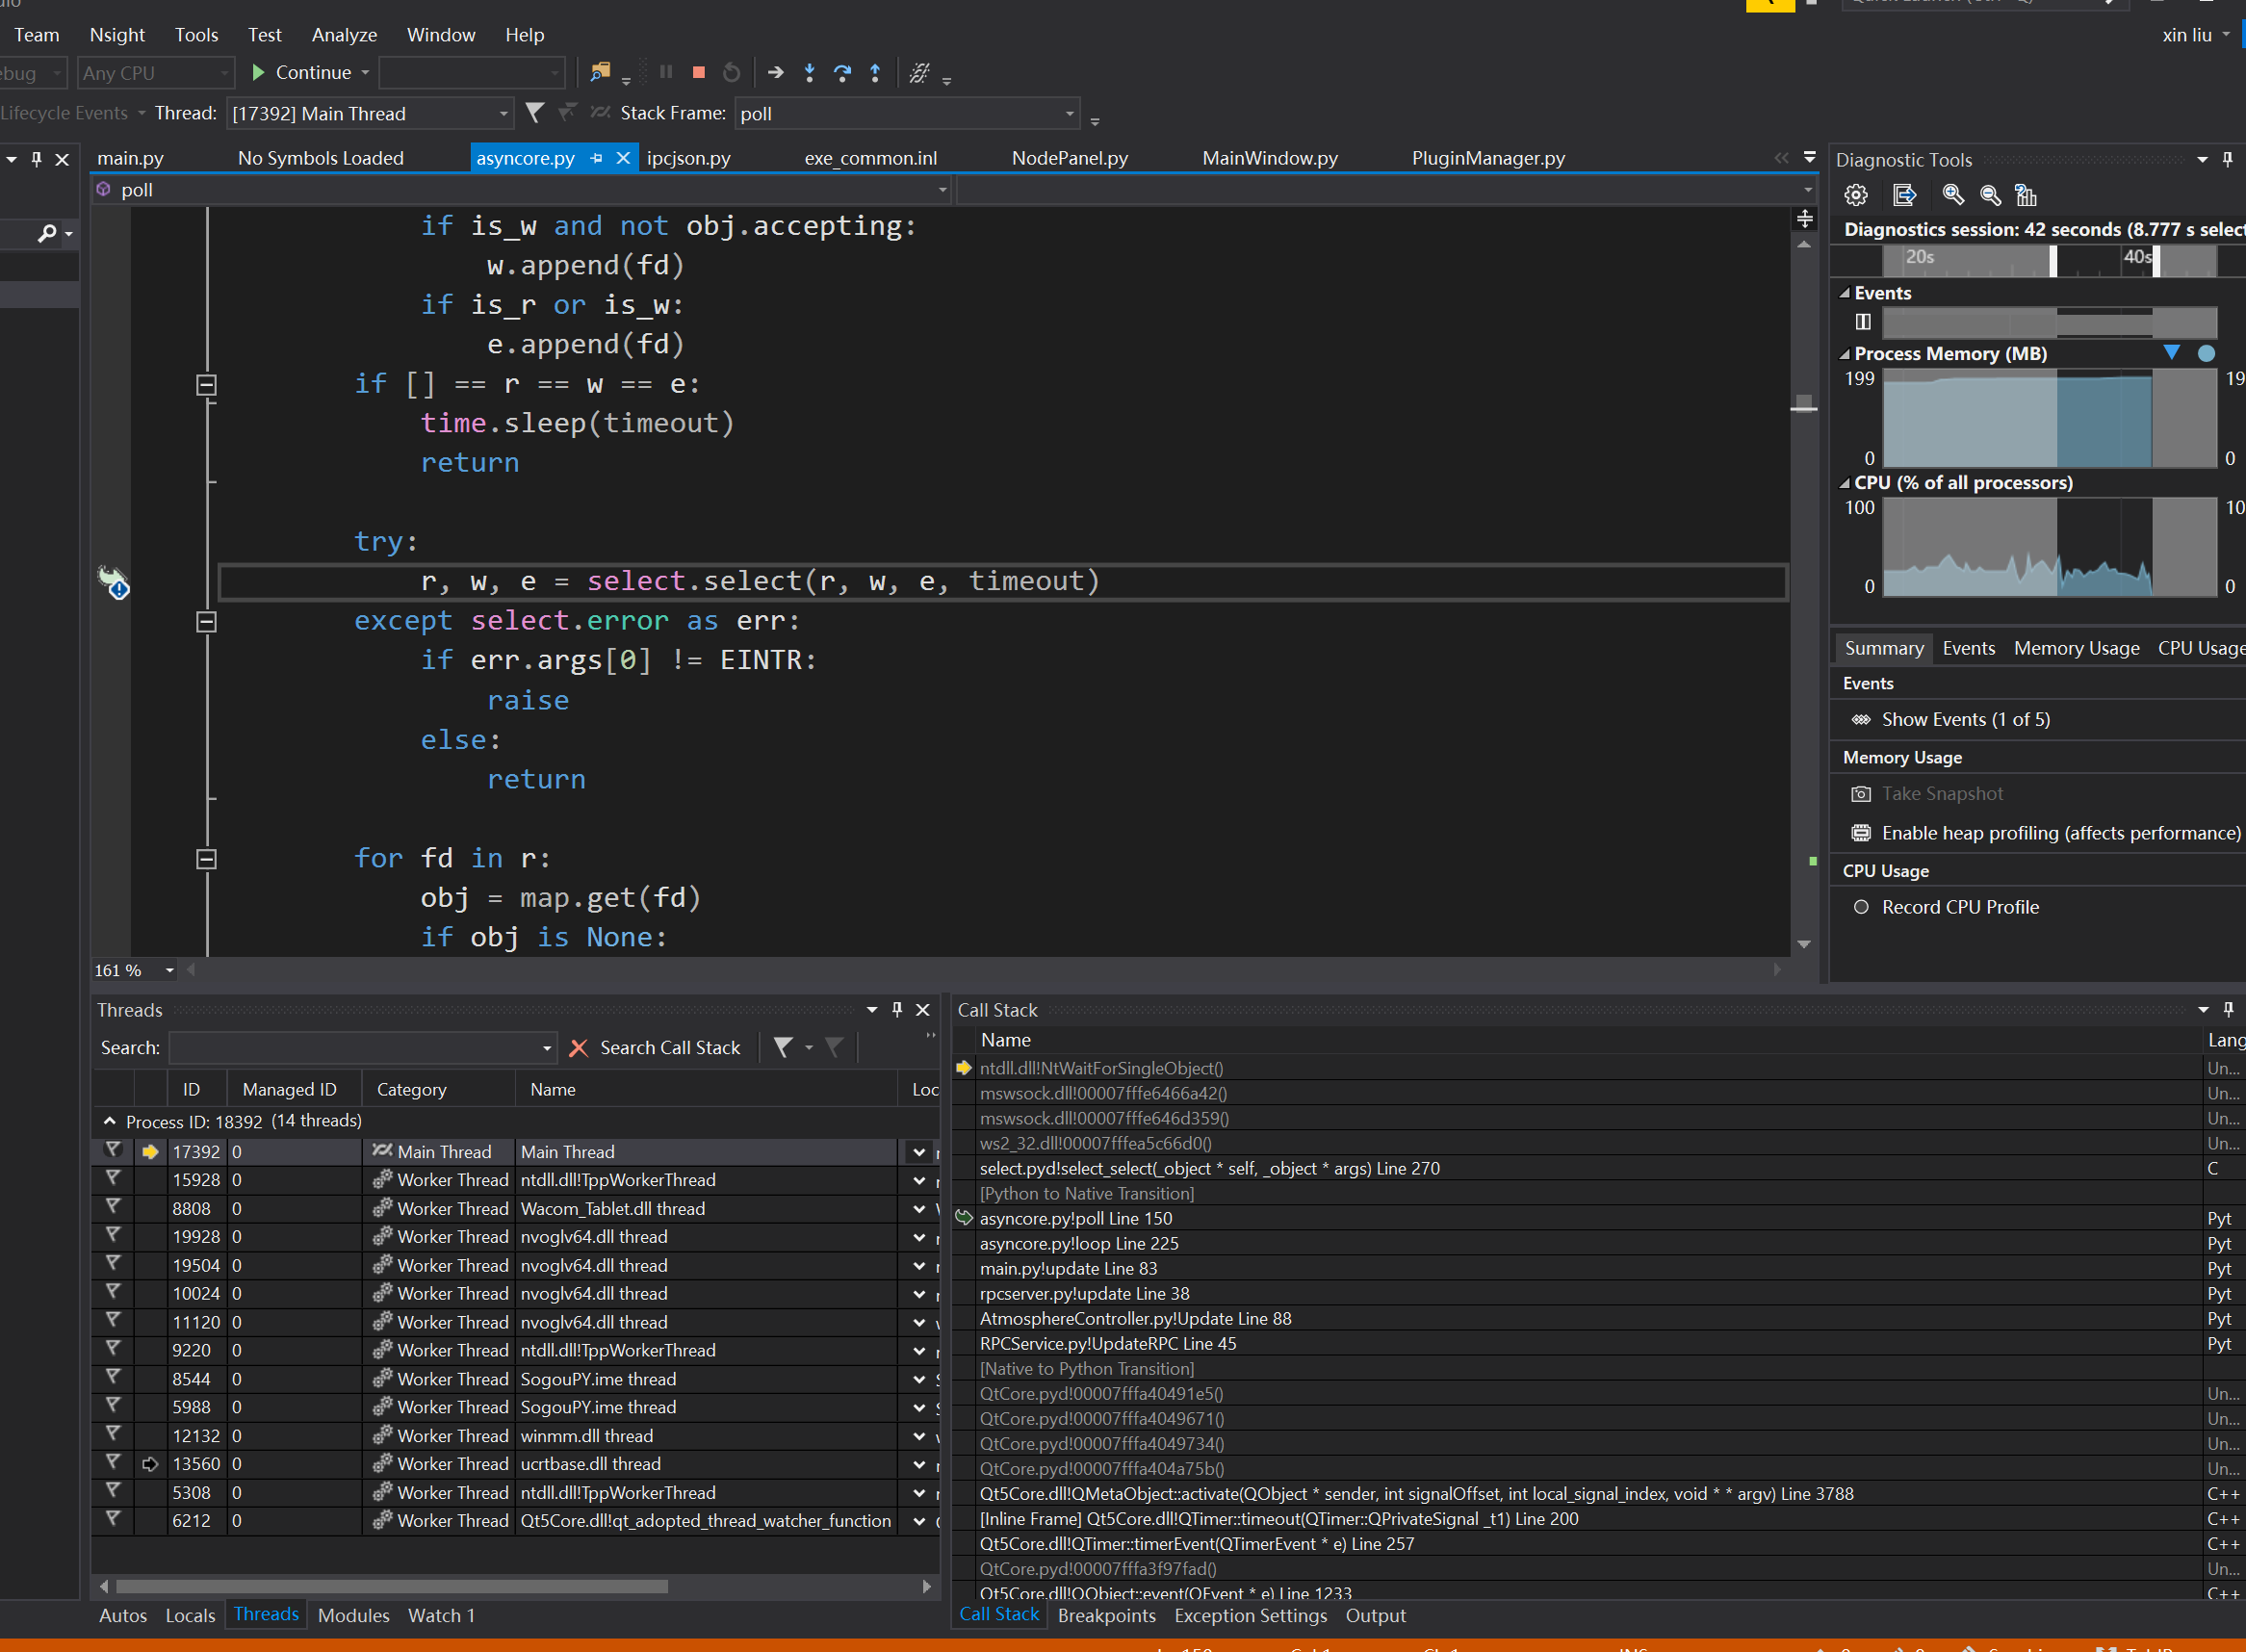 Team Nsight Tools Test Analyze Window Help xin liu
Any CPU Continue
Lifecycle Events Thread: [17392] Main Thread Stack Frame: poll
main.py No Symbols Loaded asyncore.py ipcjson.py exe_common.inl NodePanel.py MainWindow.py PluginManager.py
poll
if is_w and not obj.accepting:
w.append(fd)
if is_r or is_w:
e.append(fd)
if [] == r == w == e:
time.sleep(timeout)
return
try:
r, w, e = select.select(r, w, e, timeout)
except select.error as err:
if err.args[0] != EINTR:
raise
else:
return
for fd in r:
obj = map.get(fd)
if obj is None:
161 %
Diagnostic Tools
Diagnostics session: 42 seconds (8.777 s select
20s 40s
Events
Process Memory (MB)
199 19
0 0
CPU (% of all processors)
100 10
0 0
Summary Events Memory Usage CPU Usage
Events
Show Events (1 of 5)
Memory Usage
Take Snapshot
Enable heap profiling (affects performance)
CPU Usage
Record CPU Profile
Threads
Search: Search Call Stack
ID Managed ID Category Name Loc
Process ID: 18392 (14 threads)
17392 0 Main Thread Main Thread
15928 0 Worker Thread ntdll.dll!TppWorkerThread
8808 0 Worker Thread Wacom_Tablet.dll thread
19928 0 Worker Thread nvoglv64.dll thread
19504 0 Worker Thread nvoglv64.dll thread
10024 0 Worker Thread nvoglv64.dll thread
11120 0 Worker Thread nvoglv64.dll thread
9220 0 Worker Thread ntdll.dll!TppWorkerThread
8544 0 Worker Thread SogouPY.ime thread
5988 0 Worker Thread SogouPY.ime thread
12132 0 Worker Thread winmm.dll thread
13560 0 Worker Thread ucrtbase.dll thread
5308 0 Worker Thread ntdll.dll!TppWorkerThread
6212 0 Worker Thread Qt5Core.dll!qt_adopted_thread_watcher_function
Autos Locals Threads Modules Watch 1
Call Stack
Name Lang
ntdll.dll!NtWaitForSingleObject() Un...
mswsock.dll!00007fffe6466a42() Un...
mswsock.dll!00007fffe646d359() Un...
ws2_32.dll!00007fffea5c66d0() Un...
select.pyd!select_select(_object * self, _object * args) Line 270 C
[Python to Native Transition]
asyncore.py!poll Line 150 Pyt
asyncore.py!loop Line 225 Pyt
main.py!update Line 83 Pyt
rpcserver.py!update Line 38 Pyt
AtmosphereController.py!Update Line 88 Pyt
RPCService.py!UpdateRPC Line 45 Pyt
[Native to Python Transition]
QtCore.pyd!00007fffa40491e5() Un...
QtCore.pyd!00007fffa4049671() Un...
QtCore.pyd!00007fffa4049734() Un...
QtCore.pyd!00007fffa404a75b() Un...
Qt5Core.dll!QMetaObject::activate(QObject * sender, int signalOffset, int local_signal_index, void * * argv) Line 3788 C++
[Inline Frame] Qt5Core.dll!QTimer::timeout(QTimer::QPrivateSignal _t1) Line 200 C++
Qt5Core.dll!QTimer::timerEvent(QTimerEvent * e) Line 257 C++
Qt5Core.dll!00007fffa3f97fad() Un...
Qt5Core.dll!QObject::event(QEvent * e) Line 1233 C++
Call Stack Breakpoints Exception Settings Output